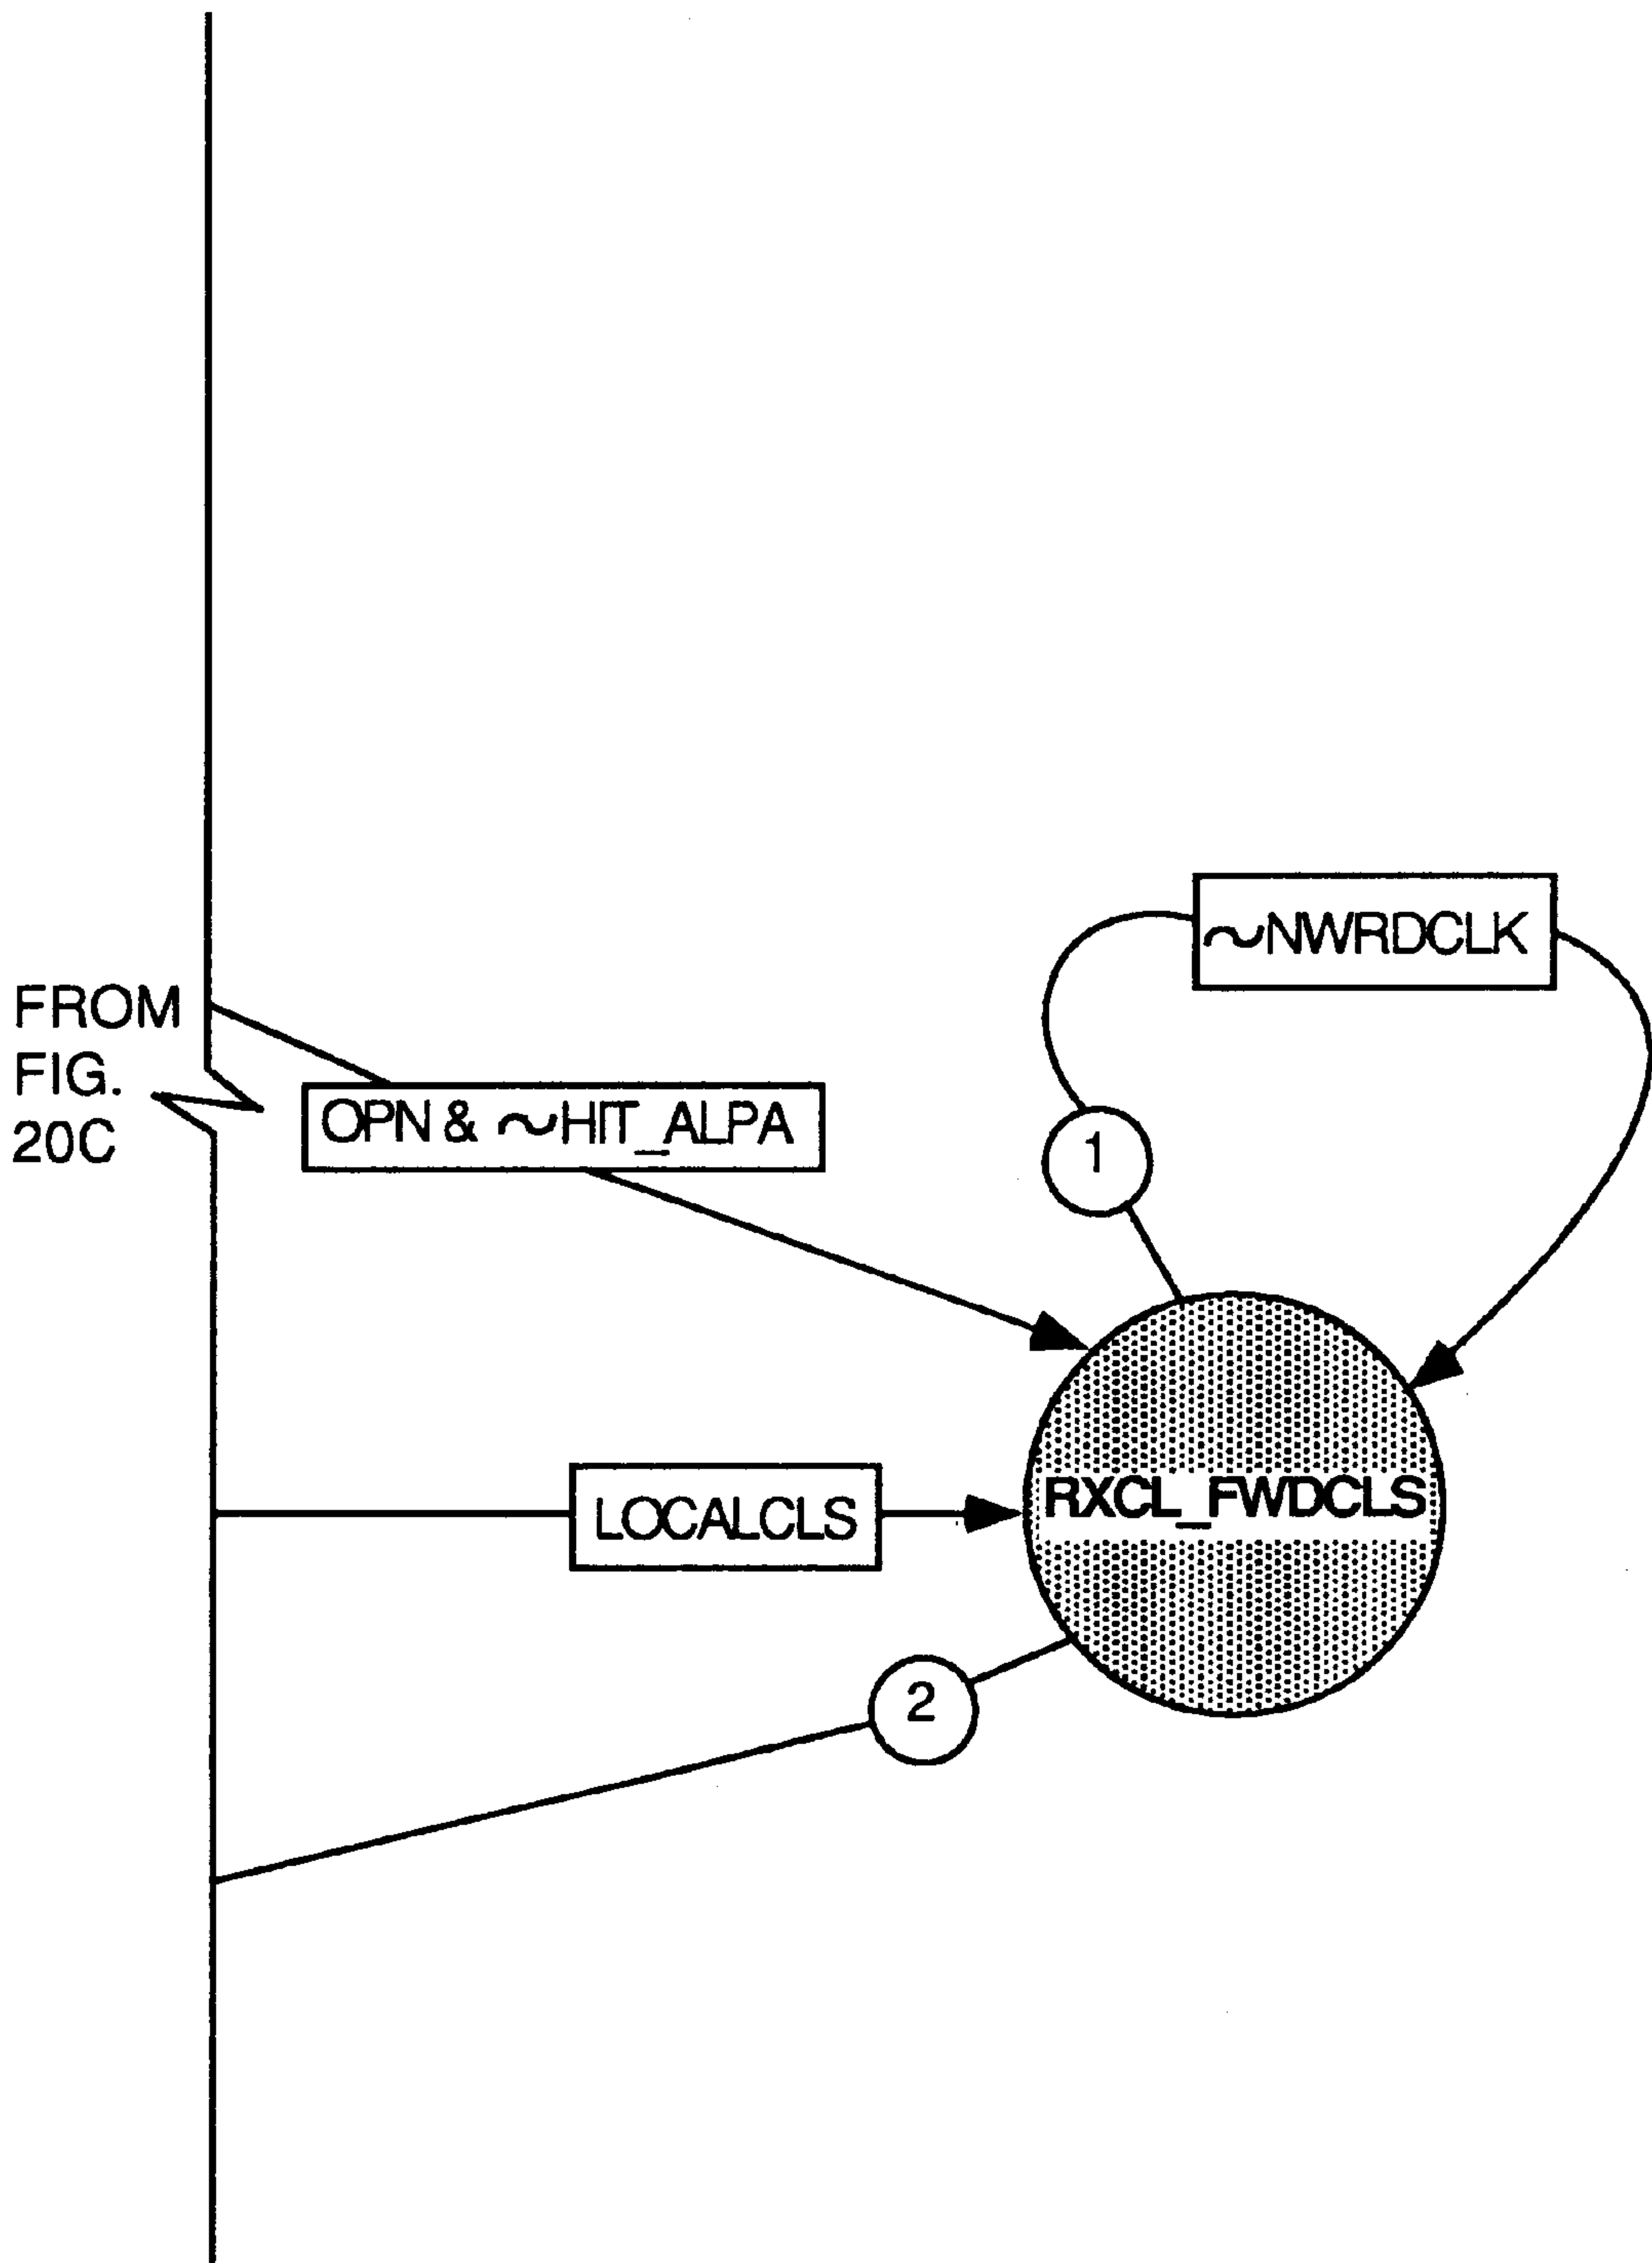 ~NWRDCLK
FROM
FIG.
20C
OPN & ~HIT_ALPA
1
RXCL_FWDCLS
LOCALCLS
2